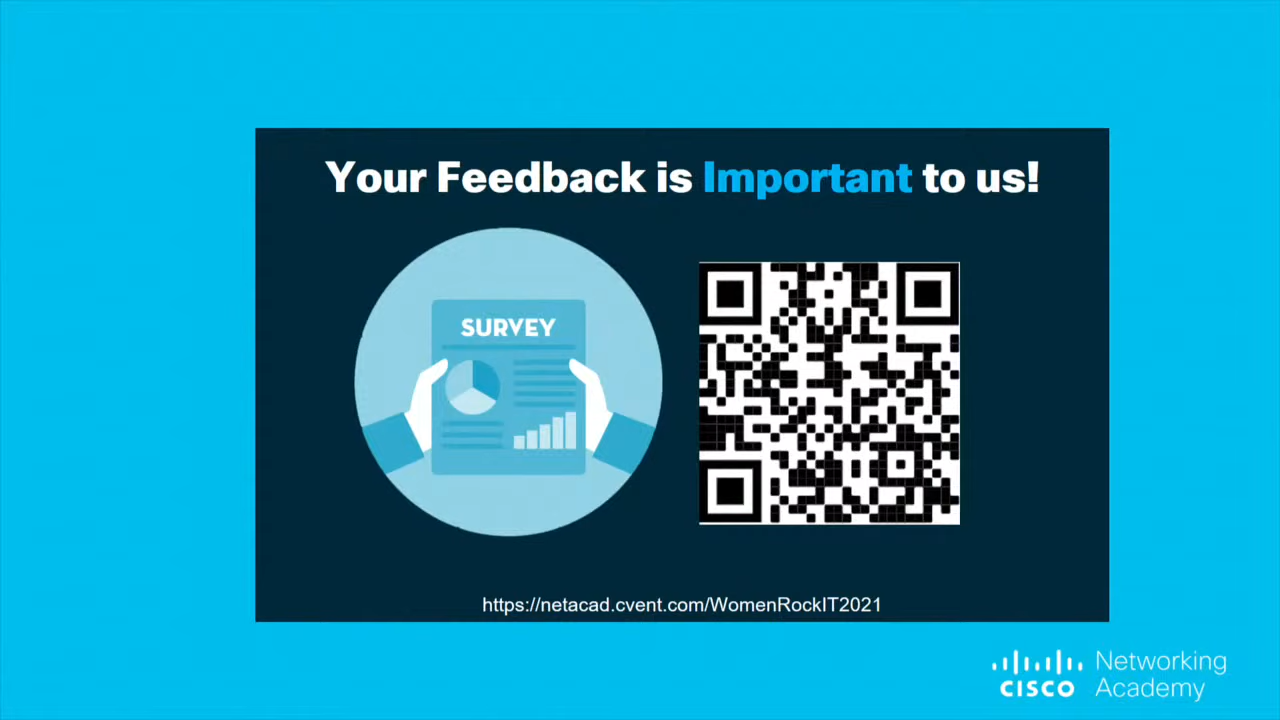 Your Feedback is Important to us!
SURVEY
https://netacad.cvent.com/WomenRockIT2021
CISCO
Networking
Academy